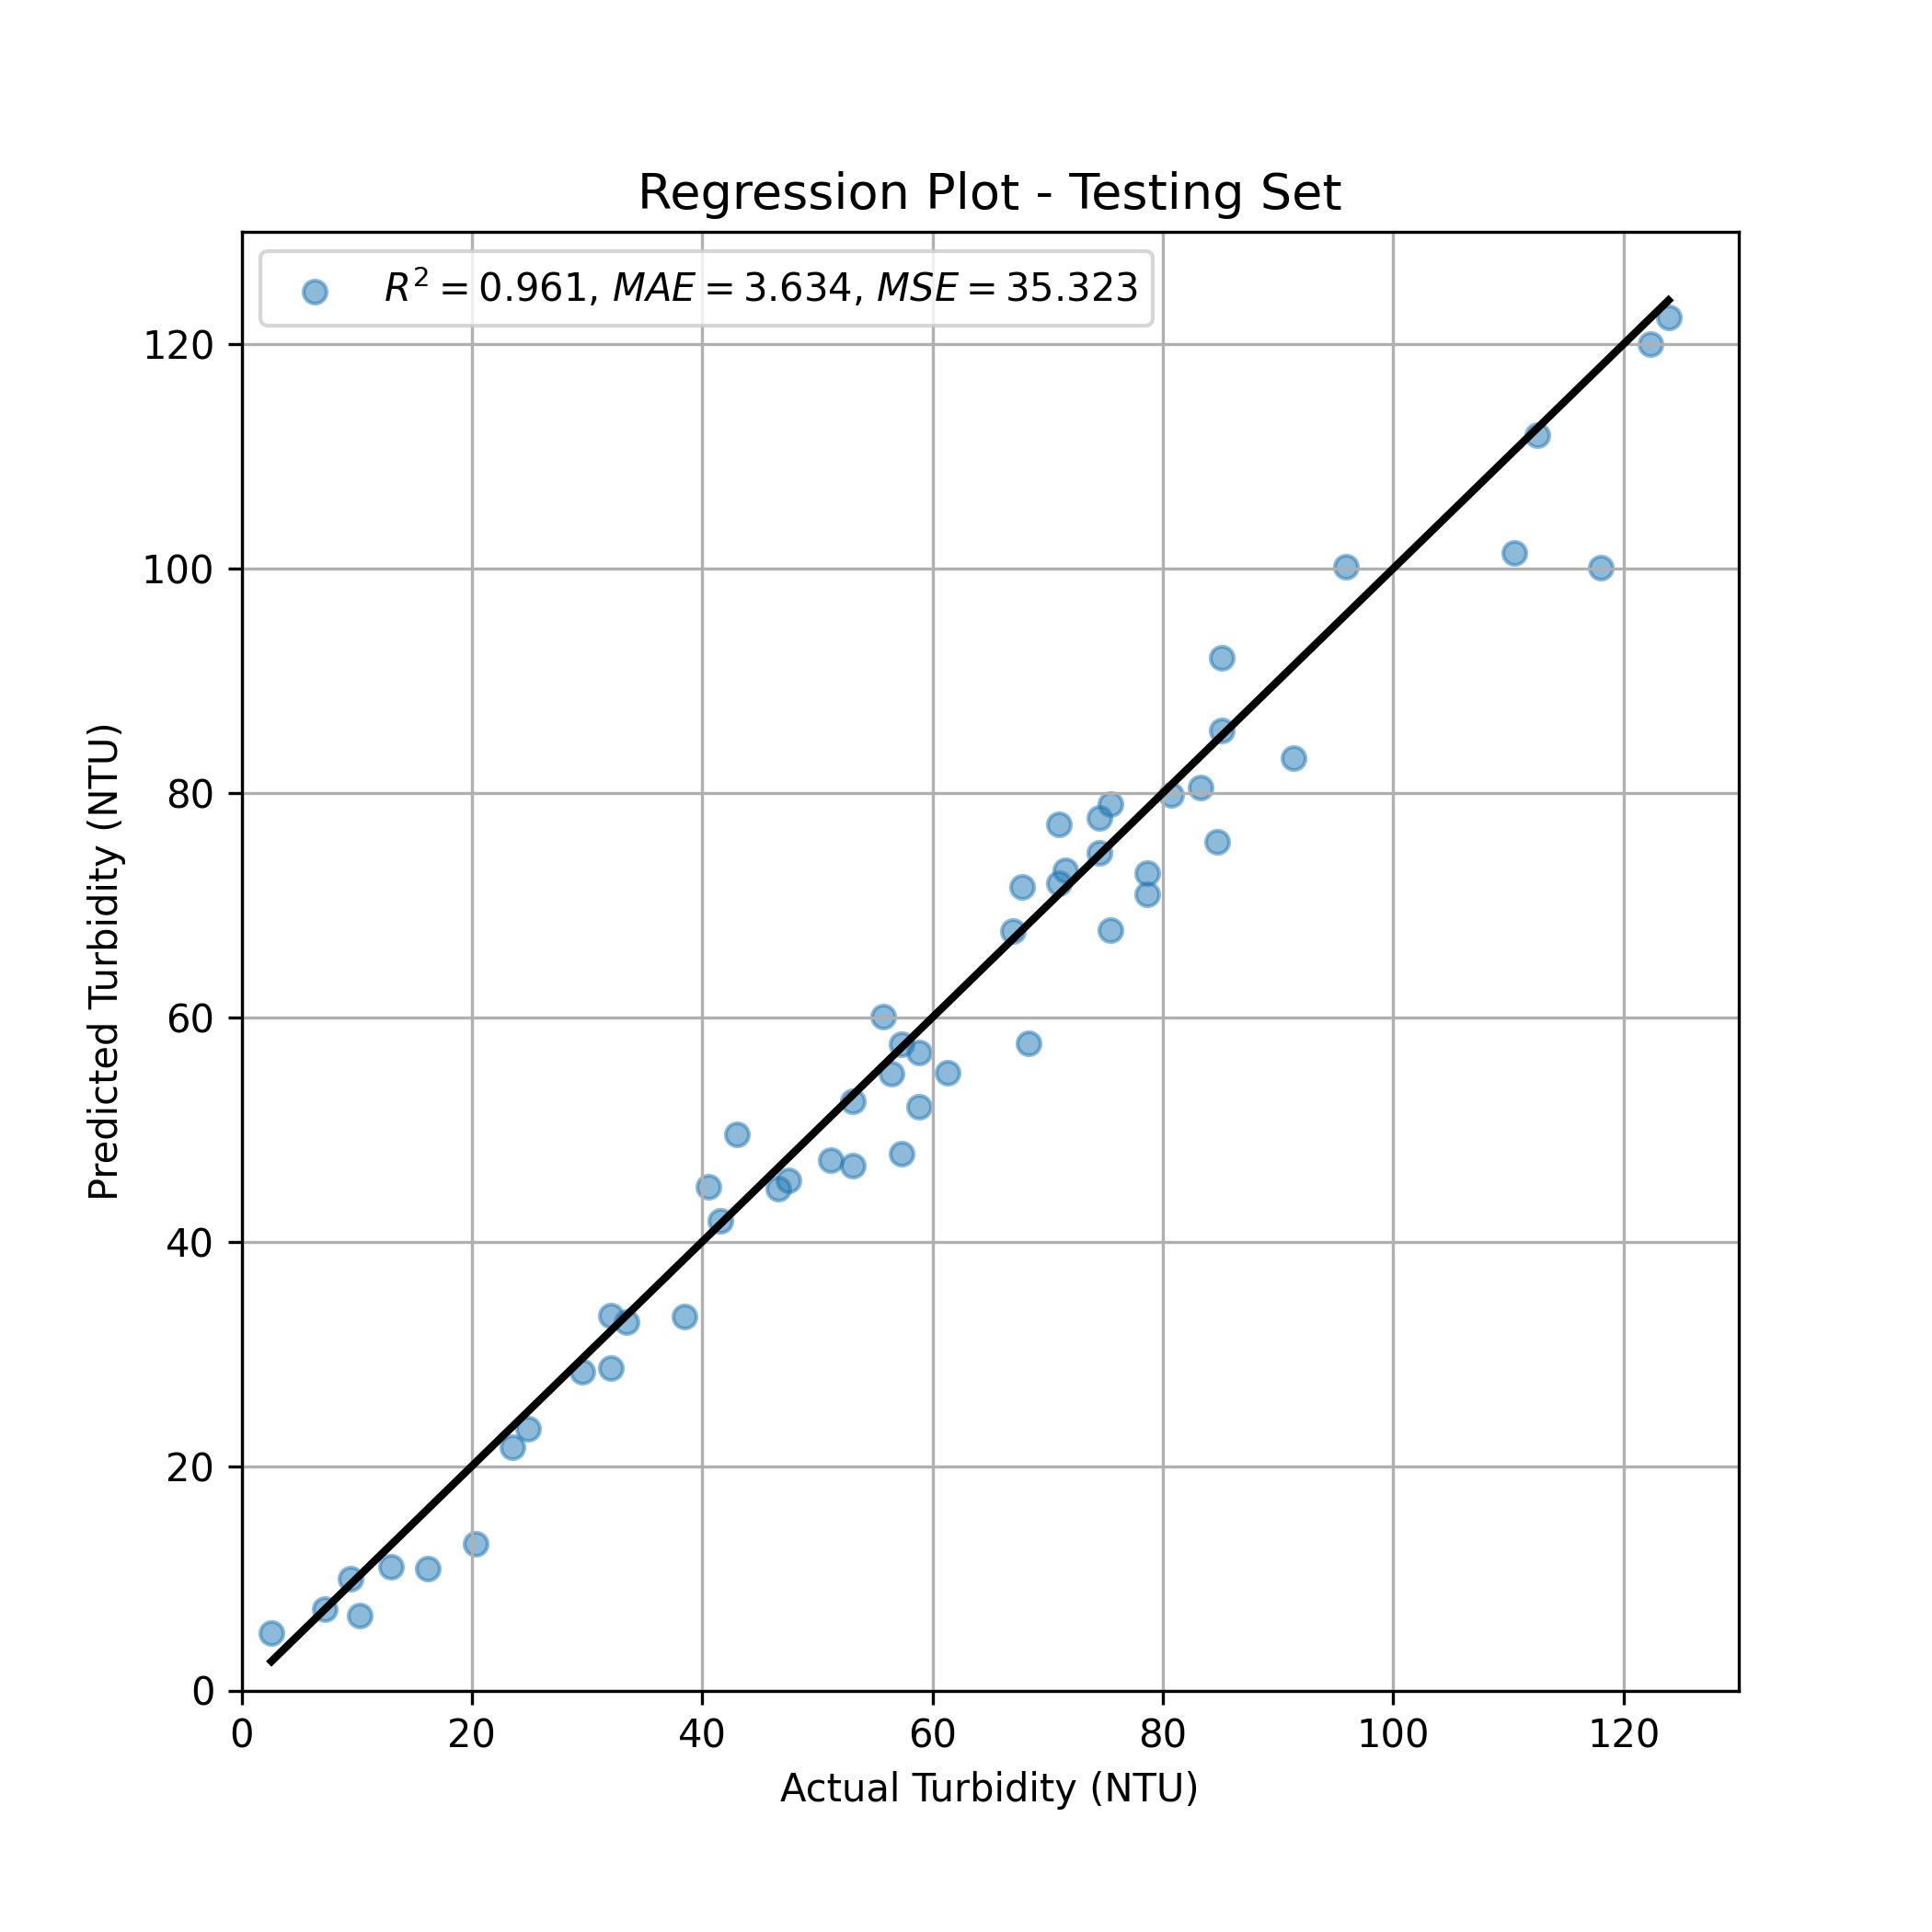 Regression Plot - Testing Set
R² = 0.961, MAE = 3.634, MSE = 35.323
120
100
80
60
40
20
0
Predicted Turbidity (NTU)
0 20 40 60 80 100 120
Actual Turbidity (NTU)